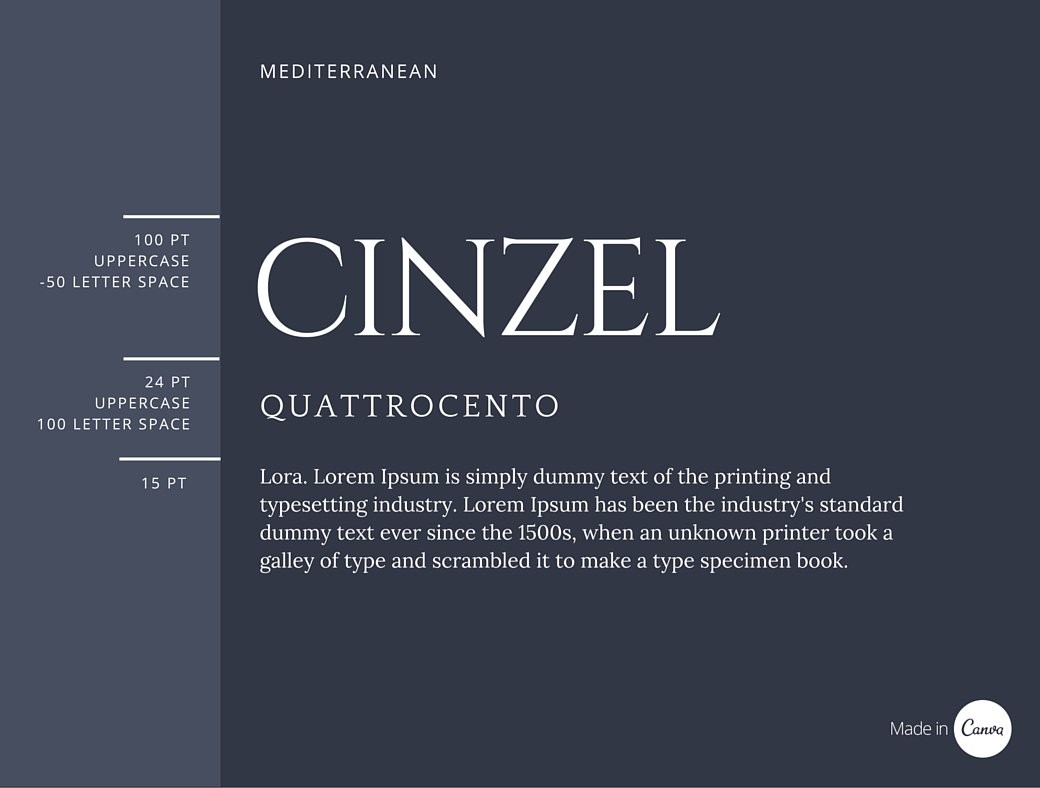 MEDITERRANEAN
100 PT
UPPERCASE
-50 LETTER SPACE
CINZEL
24 PT
UPPERCASE
100 LETTER SPACE
QUATTROCENTO
15 PT
Lora. Lorem Ipsum is simply dummy text of the printing and
typesetting industry. Lorem Ipsum has been the industry's standard
dummy text ever since the 1500s, when an unknown printer took a
galley of type and scrambled it to make a type specimen book.
Made in Canva